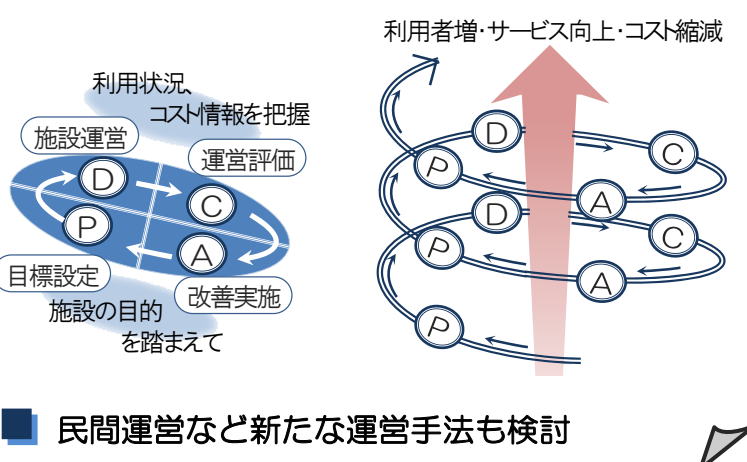 利用者増・サービス向上・コスト縮減
利用状況、
コスト情報を把握
施設運営
運営評価
D
C
P
A
目標設定
改善実施
施設の目的
を踏まえて
D
C
P
A
D
C
P
A
P
民間運営など新たな運営手法も検討